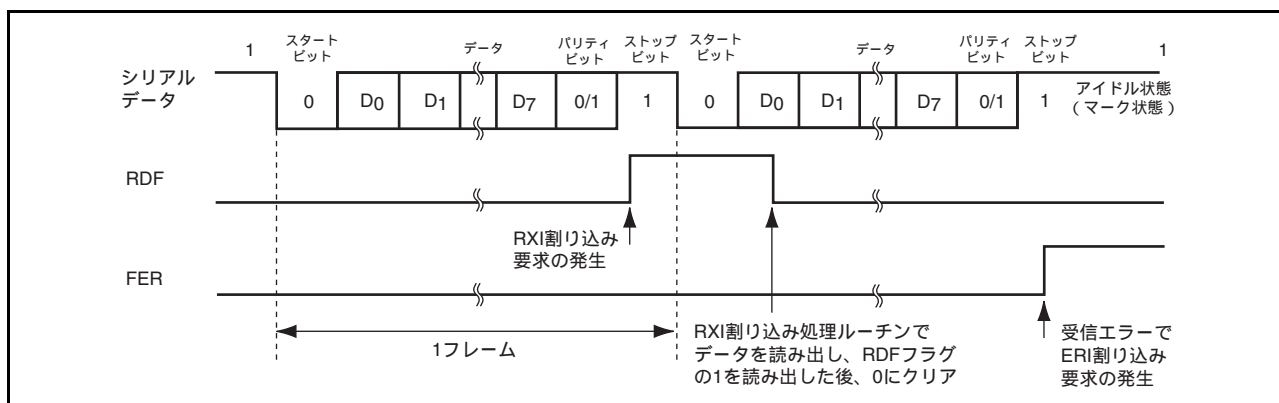 1 スタート データ パリティ ストップ スタート データ パリティ ストップ 1
ビット ビット ビット ビット ビット ビット
シリアル
データ
0 D0 D1 D7 0/1 1 0 D0 D1 D7 0/1 1 アイドル状態
（マーク状態）
RDF
RXI割り込み
要求の発生
FER
1フレーム
RXI割り込み処理ルーチンで
データを読み出し、RDFフラグ
の1を読み出した後、0にクリア
受信エラーで
ERI割り込み
要求の発生